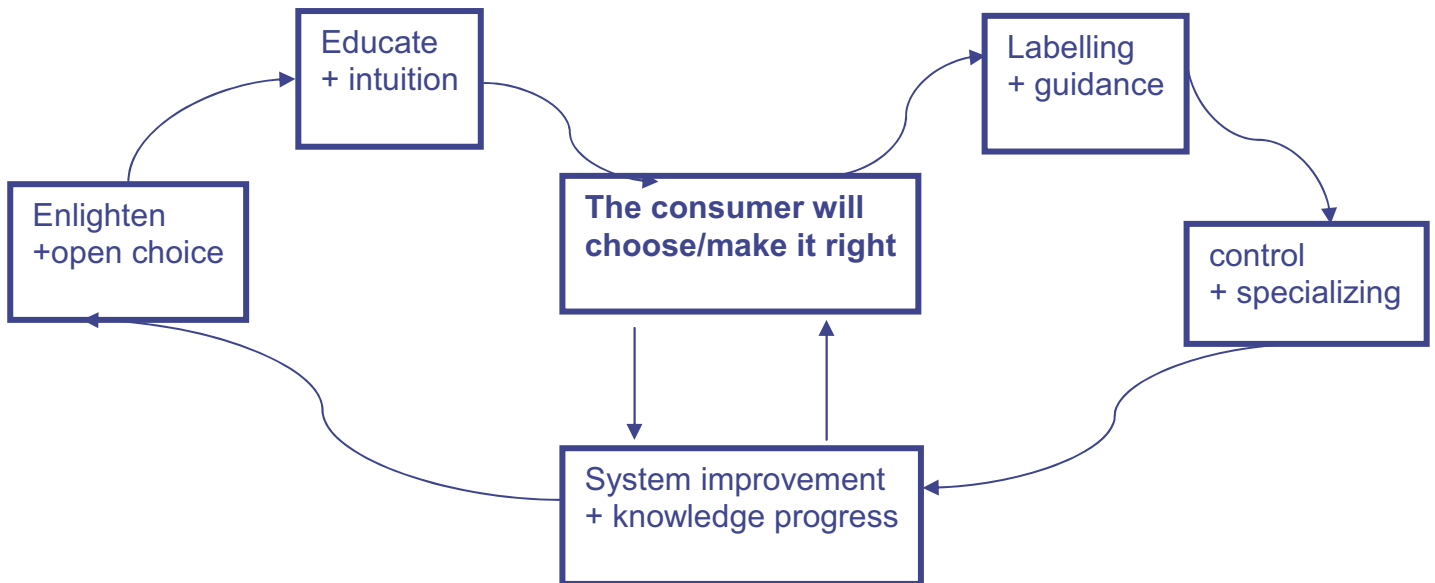 Educate
+ intuition
Labelling
+ guidance
Enlighten
+open choice
The consumer will
choose/make it right
control
+ specializing
System improvement
+ knowledge progress